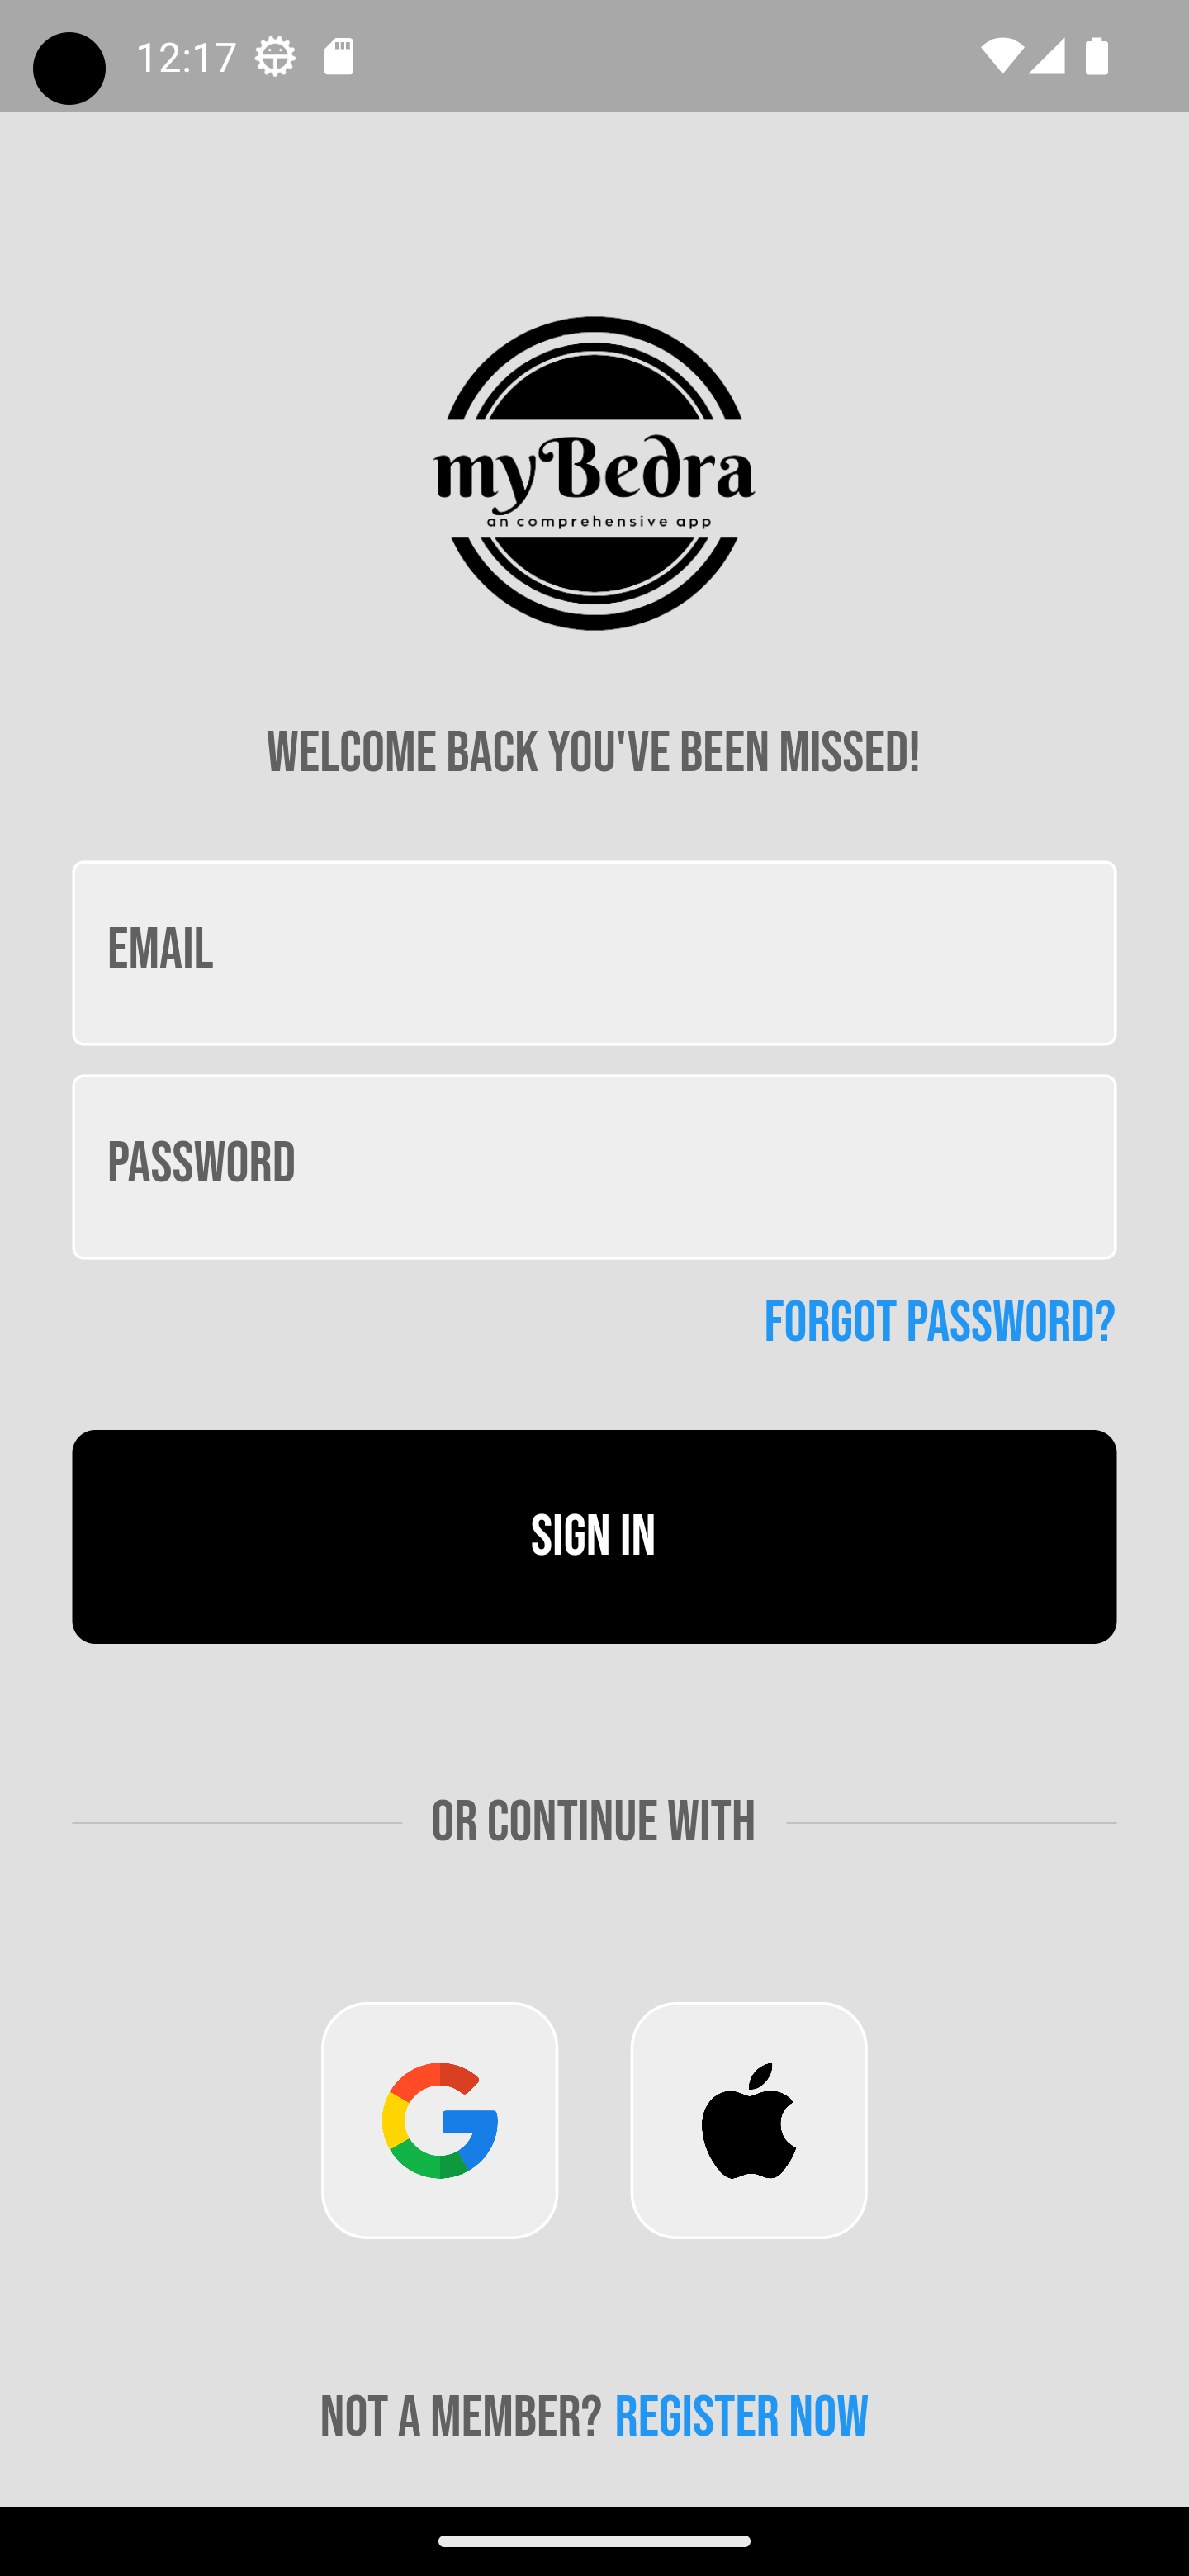 12:17
myBedra
an comprehensive app
WELCOME BACK YOU'VE BEEN MISSED!
EMAIL
PASSWORD
FORGOT PASSWORD?
SIGN IN
OR CONTINUE WITH
NOT A MEMBER? REGISTER NOW